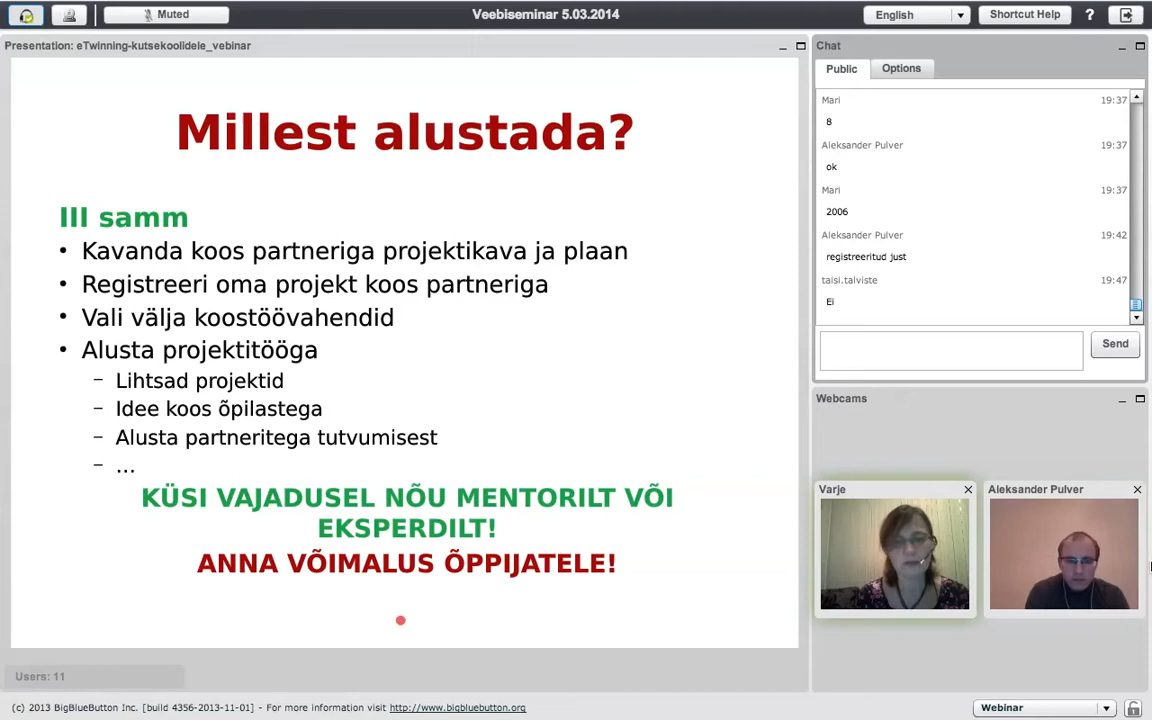 Muted
Veebiseminar 5.03.2014
English
Shortcut Help
?
Presentation: eTwinning-kutsekoolidele_vebinar
Millest alustada?
III samm
• Kavanda koos partneriga projektikava ja plaan
• Registreeri oma projekt koos partneriga
• Vali välja koostöövahendid
• Alusta projektitööga
– Lihtsad projektid
– Idee koos õpilastega
– Alusta partneritega tutvumisest
– ...
KÜSI VAJADUSEL NÕU MENTORILT VÕI
EKSPERDILT!
ANNA VÕIMALUS ÕPPIJATELE!
Users: 11
Chat
Public
Options
Mari 19:37
8
Aleksander Pulver 19:37
ok
Mari 19:37
2006
Aleksander Pulver 19:42
registreeritud just
taisi.talviste 19:47
Ei
Send
Webcams
Varje
Aleksander Pulver
(c) 2013 BigBlueButton Inc. [build 4356-2013-11-01] - For more information visit http://www.bigbluebutton.org
Webinar